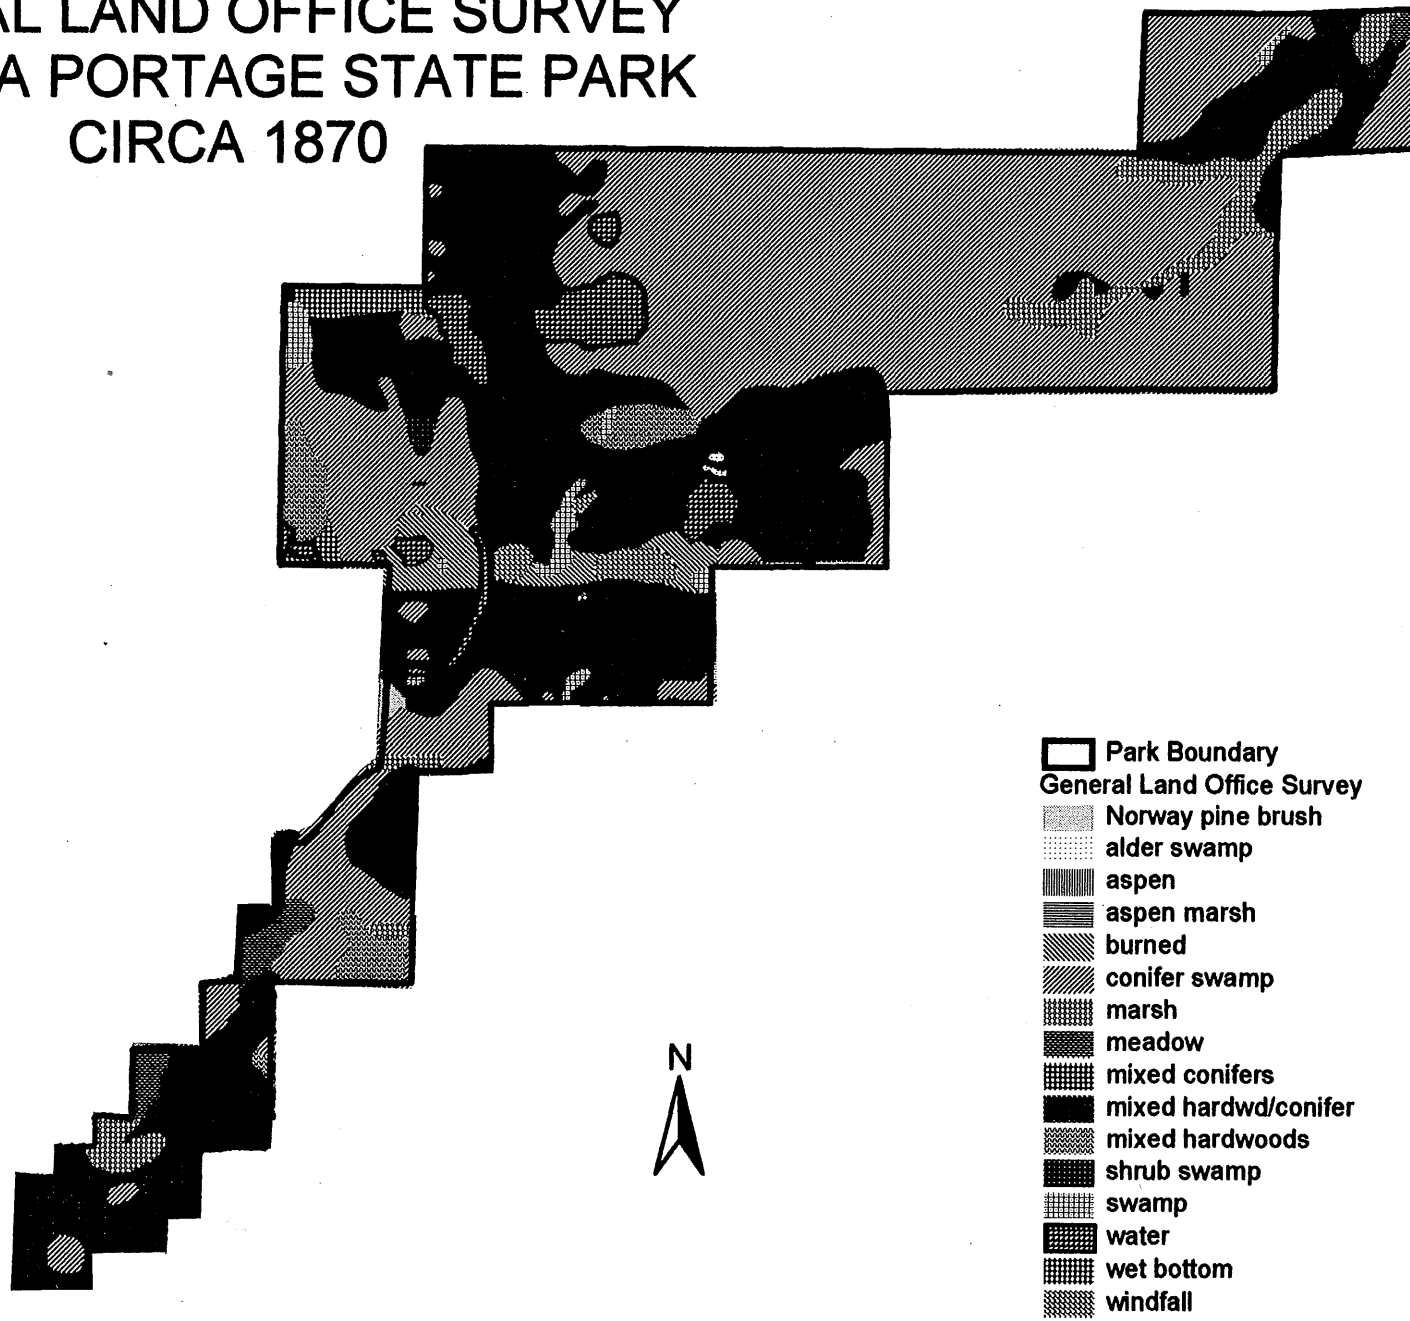 AL LAND OFFICE SURVEY
A PORTAGE STATE PARK
CIRCA 1870
N
Park Boundary
General Land Office Survey
Norway pine brush
alder swamp
aspen
aspen marsh
burned
conifer swamp
marsh
meadow
mixed conifers
mixed hardwd/conifer
mixed hardwoods
shrub swamp
swamp
water
wet bottom
windfall